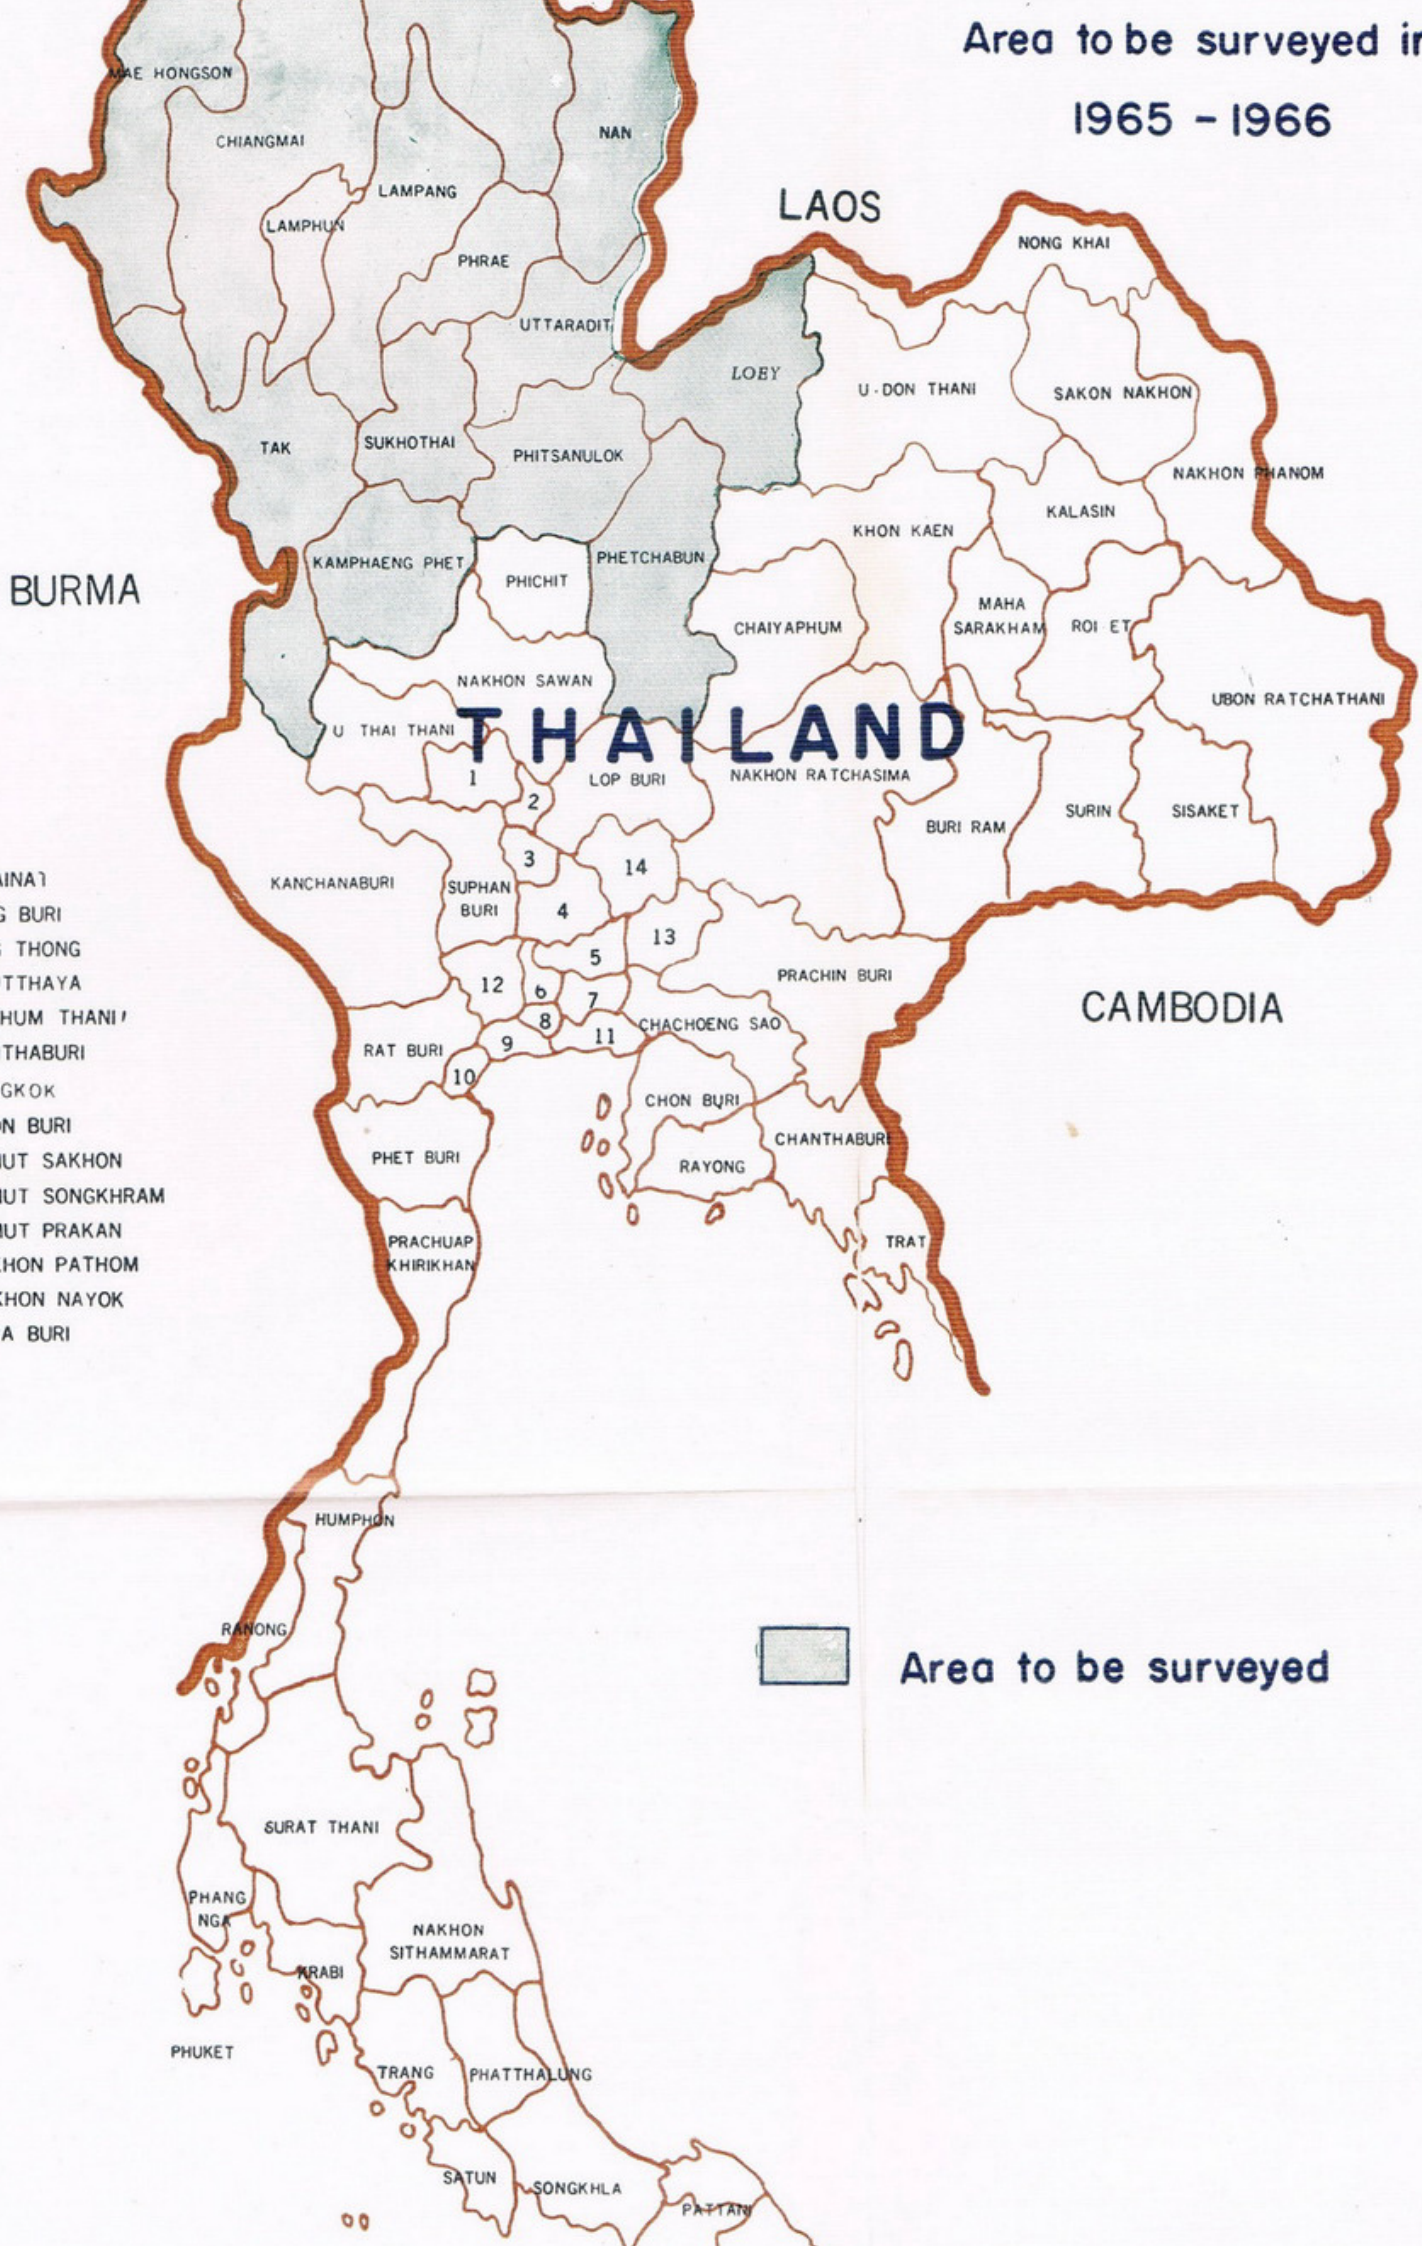 Area to be surveyed in
1965 - 1966
MAE HONGSON
CHIANGMAI
NAN
LAMPANG
LAOS
LAMPHUN
NONG KHAI
PHRAE
UTTARADIT
LOEY
U-DON THANI
SAKON NAKHON
TAK
SUKHOTHAI
PHITSANULOK
NAKHON PHANOM
KALASIN
KHON KAEN
KAMPHAENG PHET
PHETCHABUN
PHICHIT
BURMA
MAHA
SARAKHAM
ROI ET
CHAIYAPHUM
NAKHON SAWAN
UBON RATCHATHANI
U THAI THANI
THAILAND
1
LOP BURI
NAKHON RATCHASIMA
2
BURI RAM
SURIN
SISAKET
3
14
KANCHANABURI
SUPHAN
BURI
4
13
5
PRACHIN BURI
12
6
7
CAMBODIA
8
CHACHOENG SAO
9
11
RAT BURI
10
CHON BURI
CHANTHABURI
PHET BURI
RAYONG
PRACHUAP
KHIRIKHAN
TRAT
AINAT
G BURI
G THONG
UTTHAYA
HUM THANI
THABURI
GKOK
ON BURI
UT SAKHON
UT SONGKHRAM
UT PRAKAN
KHON PATHOM
KHON NAYOK
A BURI
HUMPHON
RANONG
Area to be surveyed
SURAT THANI
PHANG
NGA
NAKHON
SITHAMMARAT
KRABI
PHUKET
TRANG
PHATTHALUNG
SATUN
SONGKHLA
PATTANI